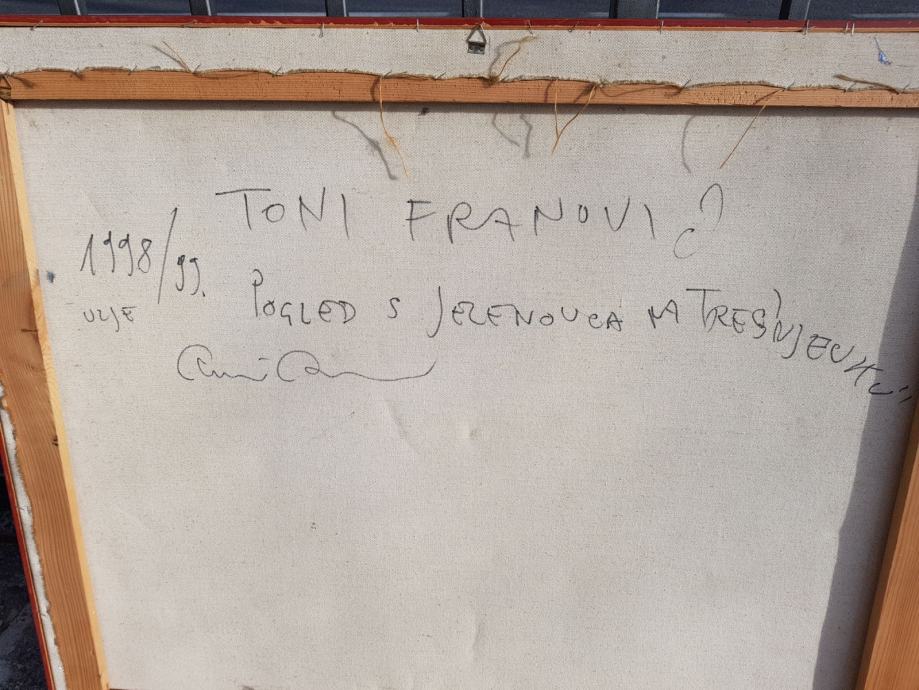 TONI FRANOVIĆ
1998/99. POGLED S JELENOVCA NA TREŠNJEVKU
ULJE